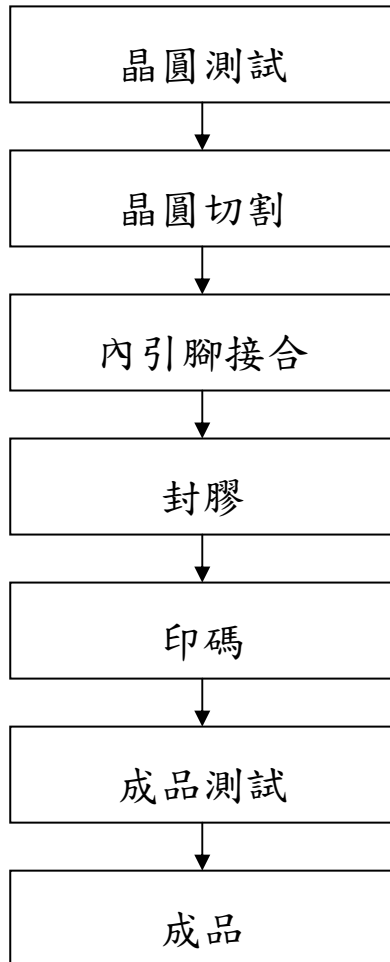 晶圓測試
晶圓切割
內引腳接合
封膠
印碼
成品測試
成品